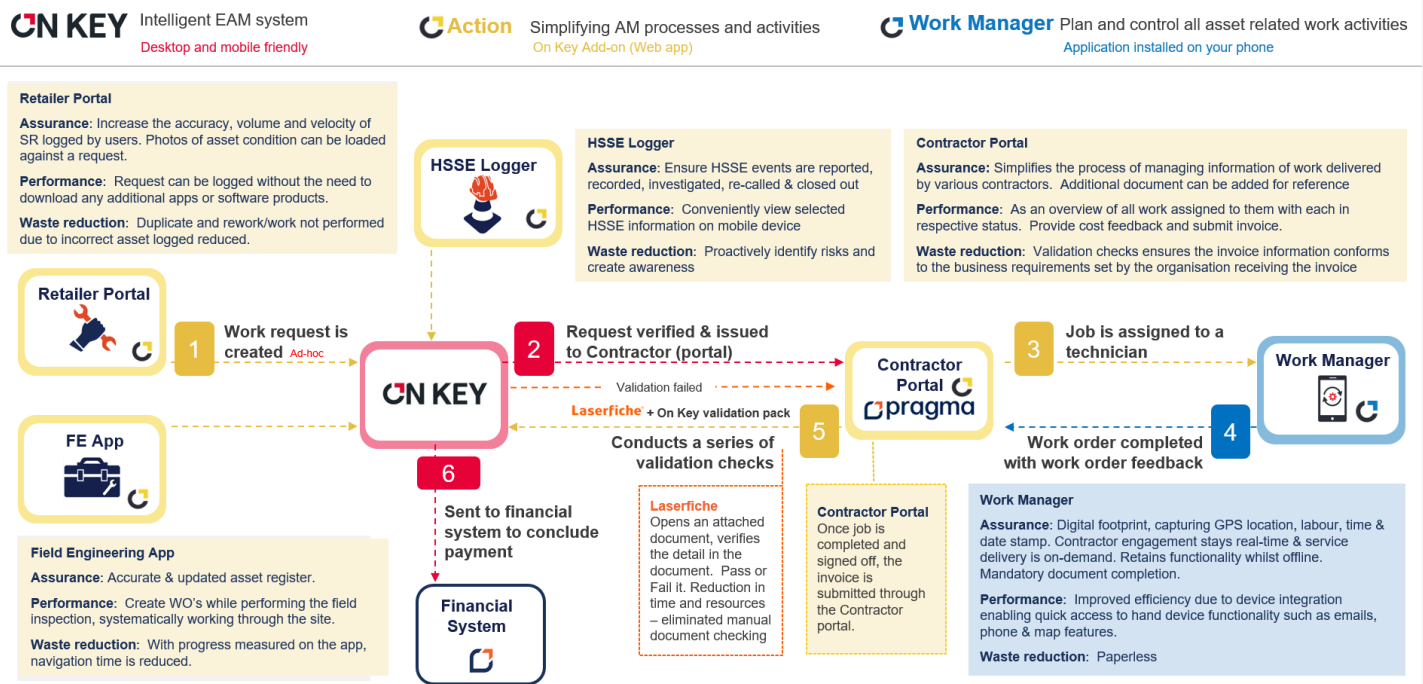 ON KEY Intelligent EAM system
Desktop and mobile friendly
Action Simplifying AM processes and activities
On Key Add-on (Web app)
Work Manager Plan and control all asset related work activities
Application installed on your phone
Retailer Portal
Assurance: Increase the accuracy, volume and velocity of
SR logged by users. Photos of asset condition can be loaded
against a request.
Performance: Request can be logged without the need to
download any additional apps or software products.
Waste reduction: Duplicate and rework/work not performed
due to incorrect asset logged reduced.
HSSE Logger
HSSE Logger
Assurance: Ensure HSSE events are reported,
recorded, investigated, re-called & closed out
Performance: Conveniently view selected
HSSE information on mobile device
Waste reduction: Proactively identify risks and
create awareness
Contractor Portal
Assurance: Simplifies the process of managing information of work delivered
by various contractors. Additional document can be added for reference
Performance: As an overview of all work assigned to them with each in
respective status. Provide cost feedback and submit invoice.
Waste reduction: Validation checks ensures the invoice information conforms
to the business requirements set by the organisation receiving the invoice
Retailer Portal
1
Work request is
created Ad-hoc
ON KEY
2
Request verified & issued
to Contractor (portal)
Validation failed
Laserfiche + On Key validation pack
5
Conducts a series of
validation checks
Contractor
Portal
pragma
3
Job is assigned to a
technician
Work Manager
4
Work order completed
with work order feedback
FE App
6
Sent to financial
system to conclude
payment
Financial
System
Field Engineering App
Assurance: Accurate & updated asset register.
Performance: Create WO's while performing the field
inspection, systematically working through the site.
Waste reduction: With progress measured on the app,
navigation time is reduced.
Laserfiche
Opens an attached
document, verifies
the detail in the
document. Pass or
Fail it. Reduction in
time and resources
– eliminated manual
document checking
Contractor Portal
Once job is
completed and
signed off, the
invoice is
submitted through
the Contractor
portal.
Work Manager
Assurance: Digital footprint, capturing GPS location, labour, time &
date stamp. Contractor engagement stays real-time & service
delivery is on-demand. Retains functionality whilst offline.
Mandatory document completion.
Performance: Improved efficiency due to device integration
enabling quick access to hand device functionality such as emails,
phone & map features.
Waste reduction: Paperless